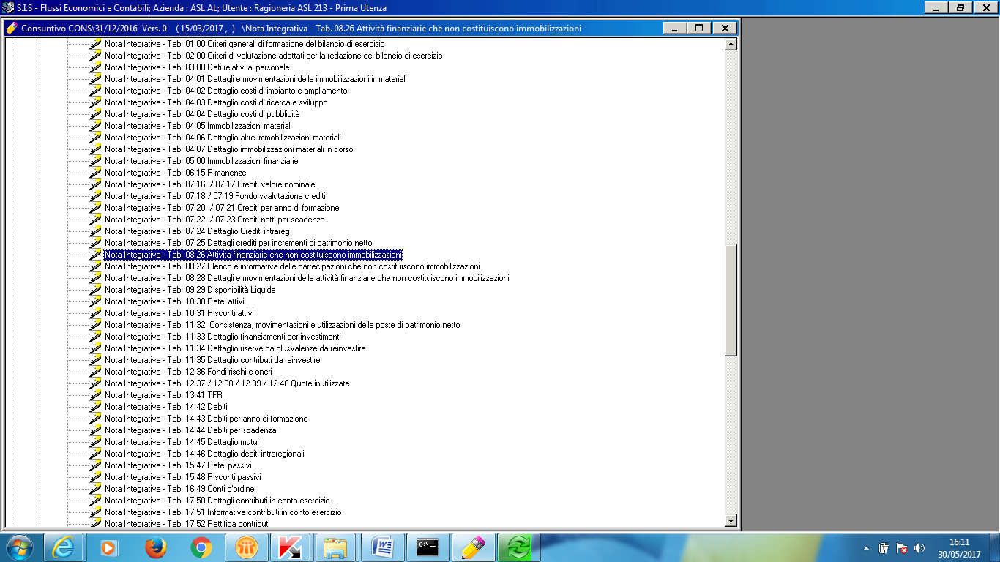 S.I.S - Flussi Economici e Contabili; Azienda : ASL AL; Utente : Ragioneria ASL 213 - Prima Utenza
Consuntivo CONS\31/12/2016 Vers. 0 (15/03/2017 , ) \Nota Integrativa - Tab. 08.26 Attività finanziarie che non costituiscono immobilizzazioni
Nota Integrativa - Tab. 01.00 Criteri generali di formazione del bilancio di esercizio
Nota Integrativa - Tab. 02.00 Criteri di valutazione adottati per la redazione del bilancio di esercizio
Nota Integrativa - Tab. 03.00 Dati relativi al personale
Nota Integrativa - Tab. 04.01 Dettagli e movimentazioni delle immobilizzazioni immateriali
Nota Integrativa - Tab. 04.02 Dettaglio costi di impianto e ampliamento
Nota Integrativa - Tab. 04.03 Dettaglio costi di ricerca e sviluppo
Nota Integrativa - Tab. 04.04 Dettaglio costi di pubblicità
Nota Integrativa - Tab. 04.05 Immobilizzazioni materiali
Nota Integrativa - Tab. 04.06 Dettaglio altre immobilizzazioni materiali
Nota Integrativa - Tab. 04.07 Dettaglio immobilizzazioni materiali in corso
Nota Integrativa - Tab. 05.00 Immobilizzazioni finanziarie
Nota Integrativa - Tab. 06.15 Rimanenze
Nota Integrativa - Tab. 07.16 / 07.17 Crediti valore nominale
Nota Integrativa - Tab. 07.18 / 07.19 Fondo svalutazione crediti
Nota Integrativa - Tab. 07.20 / 07.21 Crediti per anno di formazione
Nota Integrativa - Tab. 07.22 / 07.23 Crediti netti per scadenza
Nota Integrativa - Tab. 07.24 Dettaglio Crediti intrareg
Nota Integrativa - Tab. 07.25 Dettagli crediti per incrementi di patrimonio netto
Nota Integrativa - Tab. 08.26 Attività finanziarie che non costituiscono immobilizzazioni
Nota Integrativa - Tab. 08.27 Elenco e informativa delle partecipazioni che non costituiscono immobilizzazioni
Nota Integrativa - Tab. 08.28 Dettagli e movimentazioni delle attività finanziarie che non costituiscono immobilizzazioni
Nota Integrativa - Tab. 09.29 Disponibilità Liquide
Nota Integrativa - Tab. 10.30 Ratei attivi
Nota Integrativa - Tab. 10.31 Risconti attivi
Nota Integrativa - Tab. 11.32 Consistenza, movimentazioni e utilizzazioni delle poste di patrimonio netto
Nota Integrativa - Tab. 11.33 Dettaglio finanziamenti per investimenti
Nota Integrativa - Tab. 11.34 Dettaglio riserve da plusvalenze da reinvestire
Nota Integrativa - Tab. 11.35 Dettaglio contributi da reinvestire
Nota Integrativa - Tab. 12.36 Fondi rischi e oneri
Nota Integrativa - Tab. 12.37 / 12.38 / 12.39 / 12.40 Quote inutilizzate
Nota Integrativa - Tab. 13.41 TFR
Nota Integrativa - Tab. 14.42 Debiti
Nota Integrativa - Tab. 14.43 Debiti per anno di formazione
Nota Integrativa - Tab. 14.44 Debiti per scadenza
Nota Integrativa - Tab. 14.45 Dettaglio mutui
Nota Integrativa - Tab. 14.46 Dettaglio debiti intraregionali
Nota Integrativa - Tab. 15.47 Ratei passivi
Nota Integrativa - Tab. 15.48 Risconti passivi
Nota Integrativa - Tab. 16.49 Conti d'ordine
Nota Integrativa - Tab. 17.50 Dettagli contributi in conto esercizio
Nota Integrativa - Tab. 17.51 Informativa contributi in conto esercizio
Nota Integrativa - Tab. 17.52 Rettifica contributi
16:11
30/05/2017